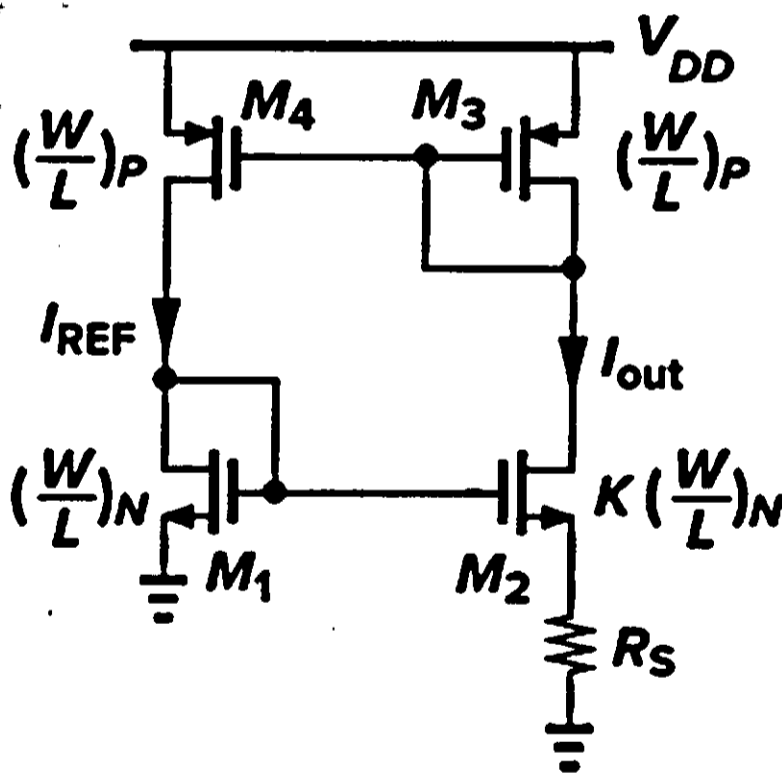 V_DD
M_4 M_3
(W/L)_P (W/L)_P
I_REF I_out
(W/L)_N K(W/L)_N
M_1 M_2
R_S